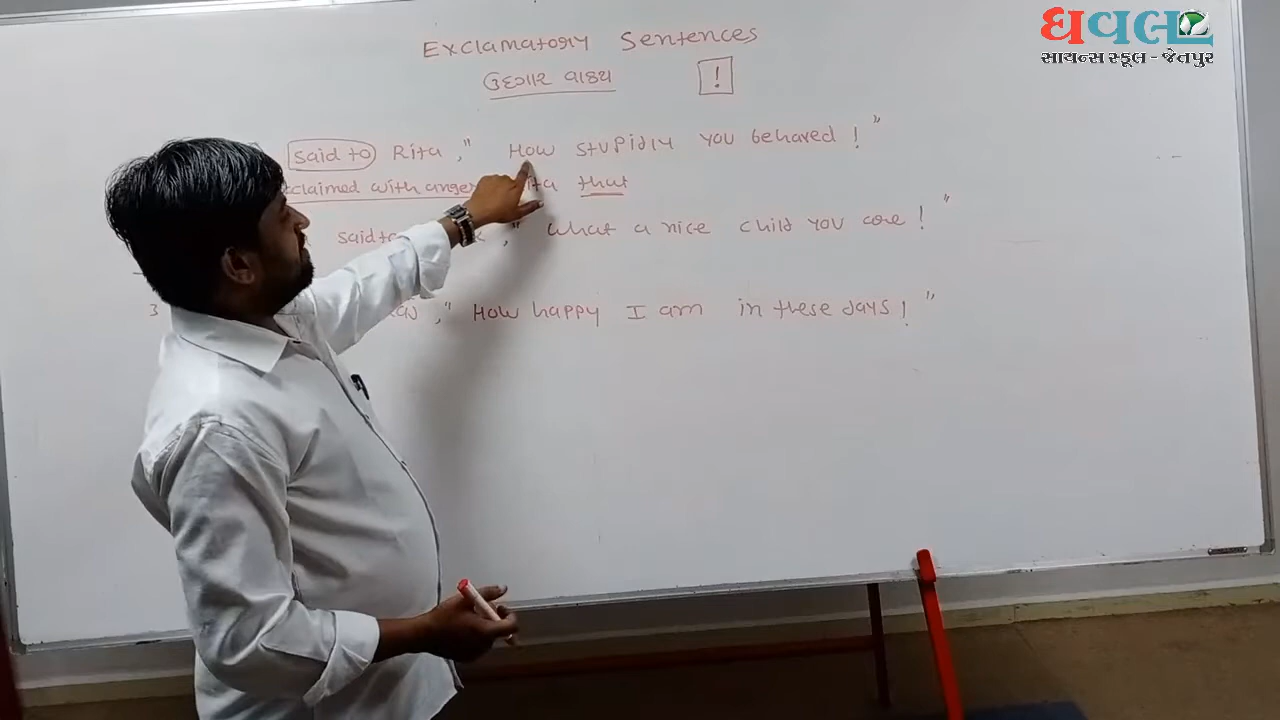 ધવલ
સાયન્સ સ્કૂલ - જેતપુર
Exclamatory Sentences
ઉદગાર વાક્ય !
said to Rita ," How stupidly you behaved ! "
claimed with anger that
said to ," What a nice child you are ! "
3 ," How happy I am in these days ! "